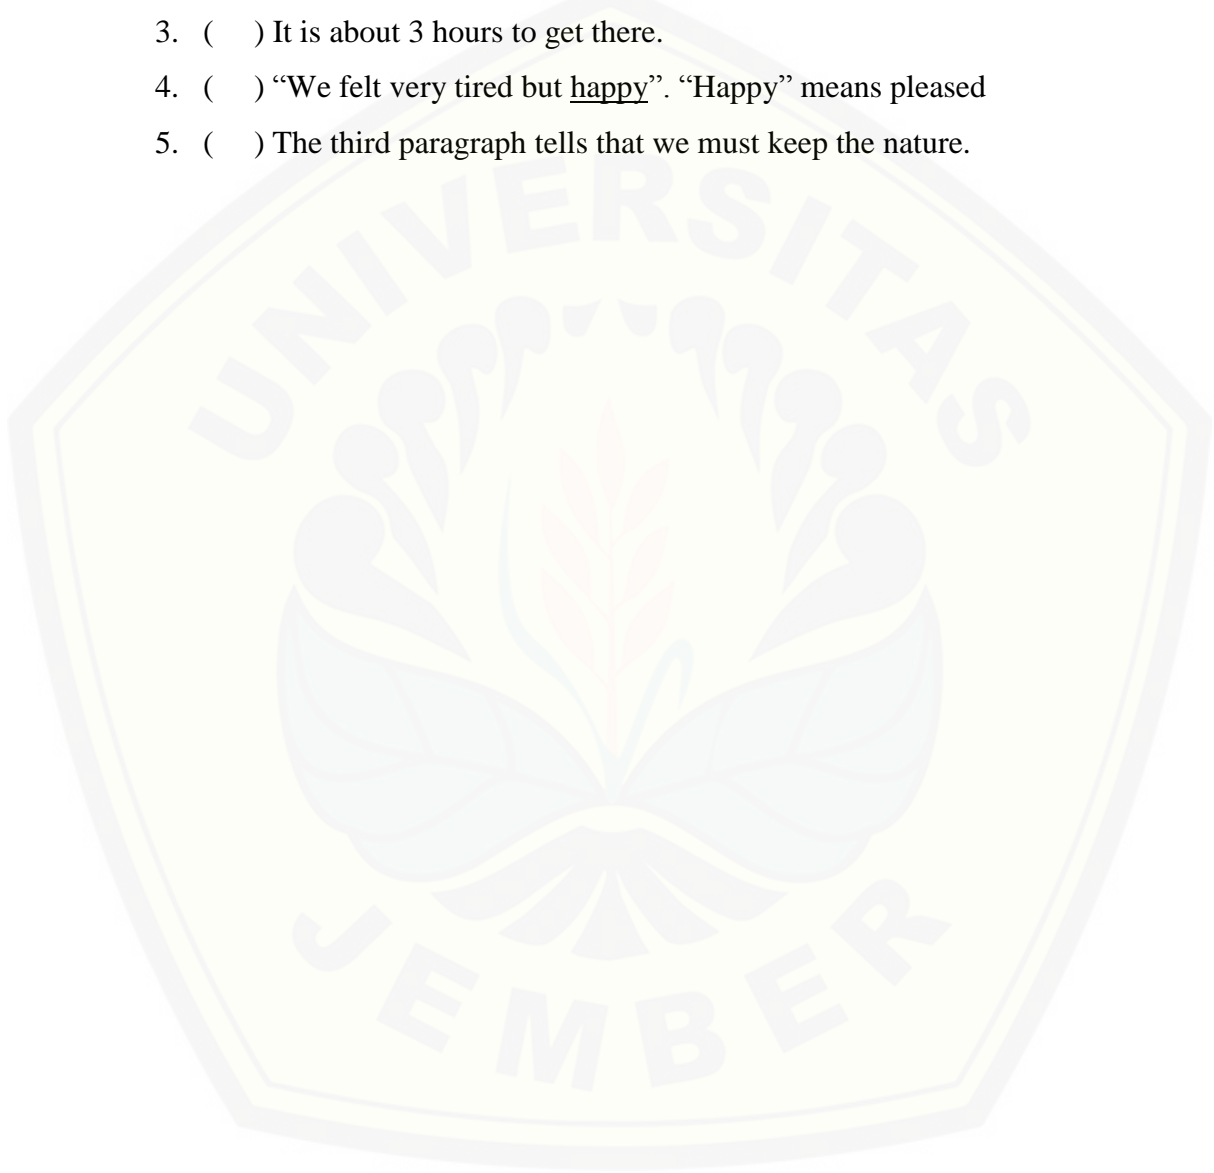 3. ( ) It is about 3 hours to get there.
4. ( ) “We felt very tired but happy”. “Happy” means pleased
5. ( ) The third paragraph tells that we must keep the nature.
UNIVERSITAS
JEMBER